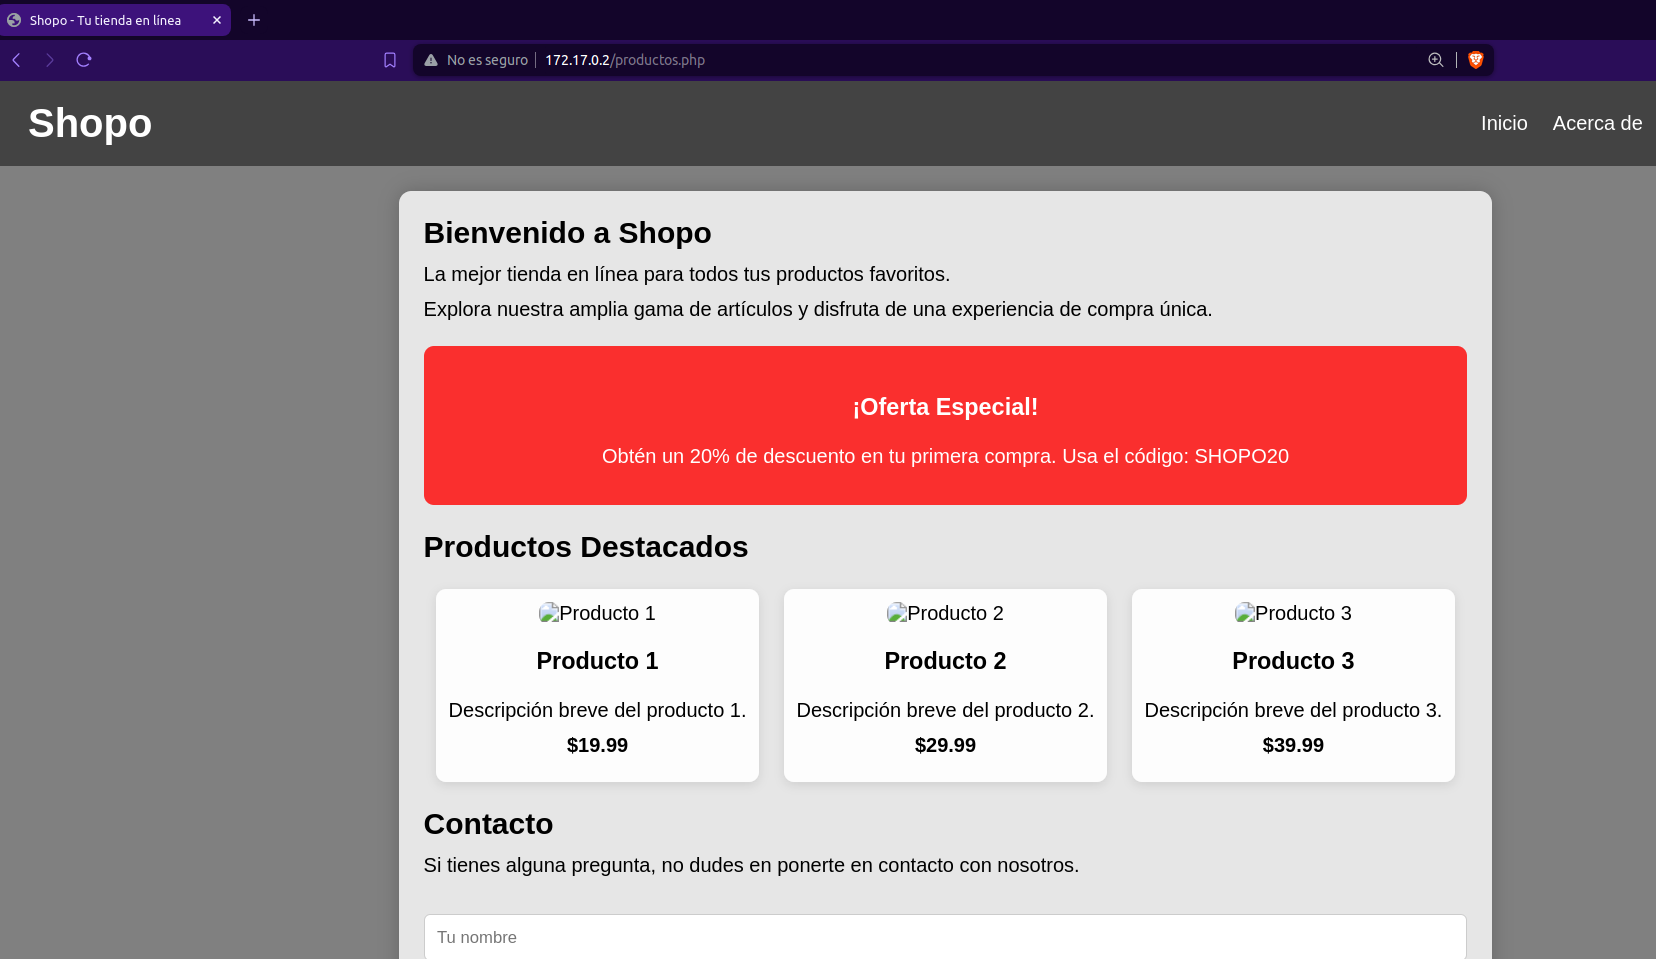 Shopo - Tu tienda en línea
No es seguro 172.17.0.2/productos.php
Shopo
Inicio Acerca de
Bienvenido a Shopo
La mejor tienda en línea para todos tus productos favoritos.
Explora nuestra amplia gama de artículos y disfruta de una experiencia de compra única.
¡Oferta Especial!
Obtén un 20% de descuento en tu primera compra. Usa el código: SHOPO20
Productos Destacados
Producto 1 Producto 2 Producto 3
Producto 1 Producto 2 Producto 3
Descripción breve del producto 1. Descripción breve del producto 2. Descripción breve del producto 3.
$19.99 $29.99 $39.99
Contacto
Si tienes alguna pregunta, no dudes en ponerte en contacto con nosotros.
Tu nombre